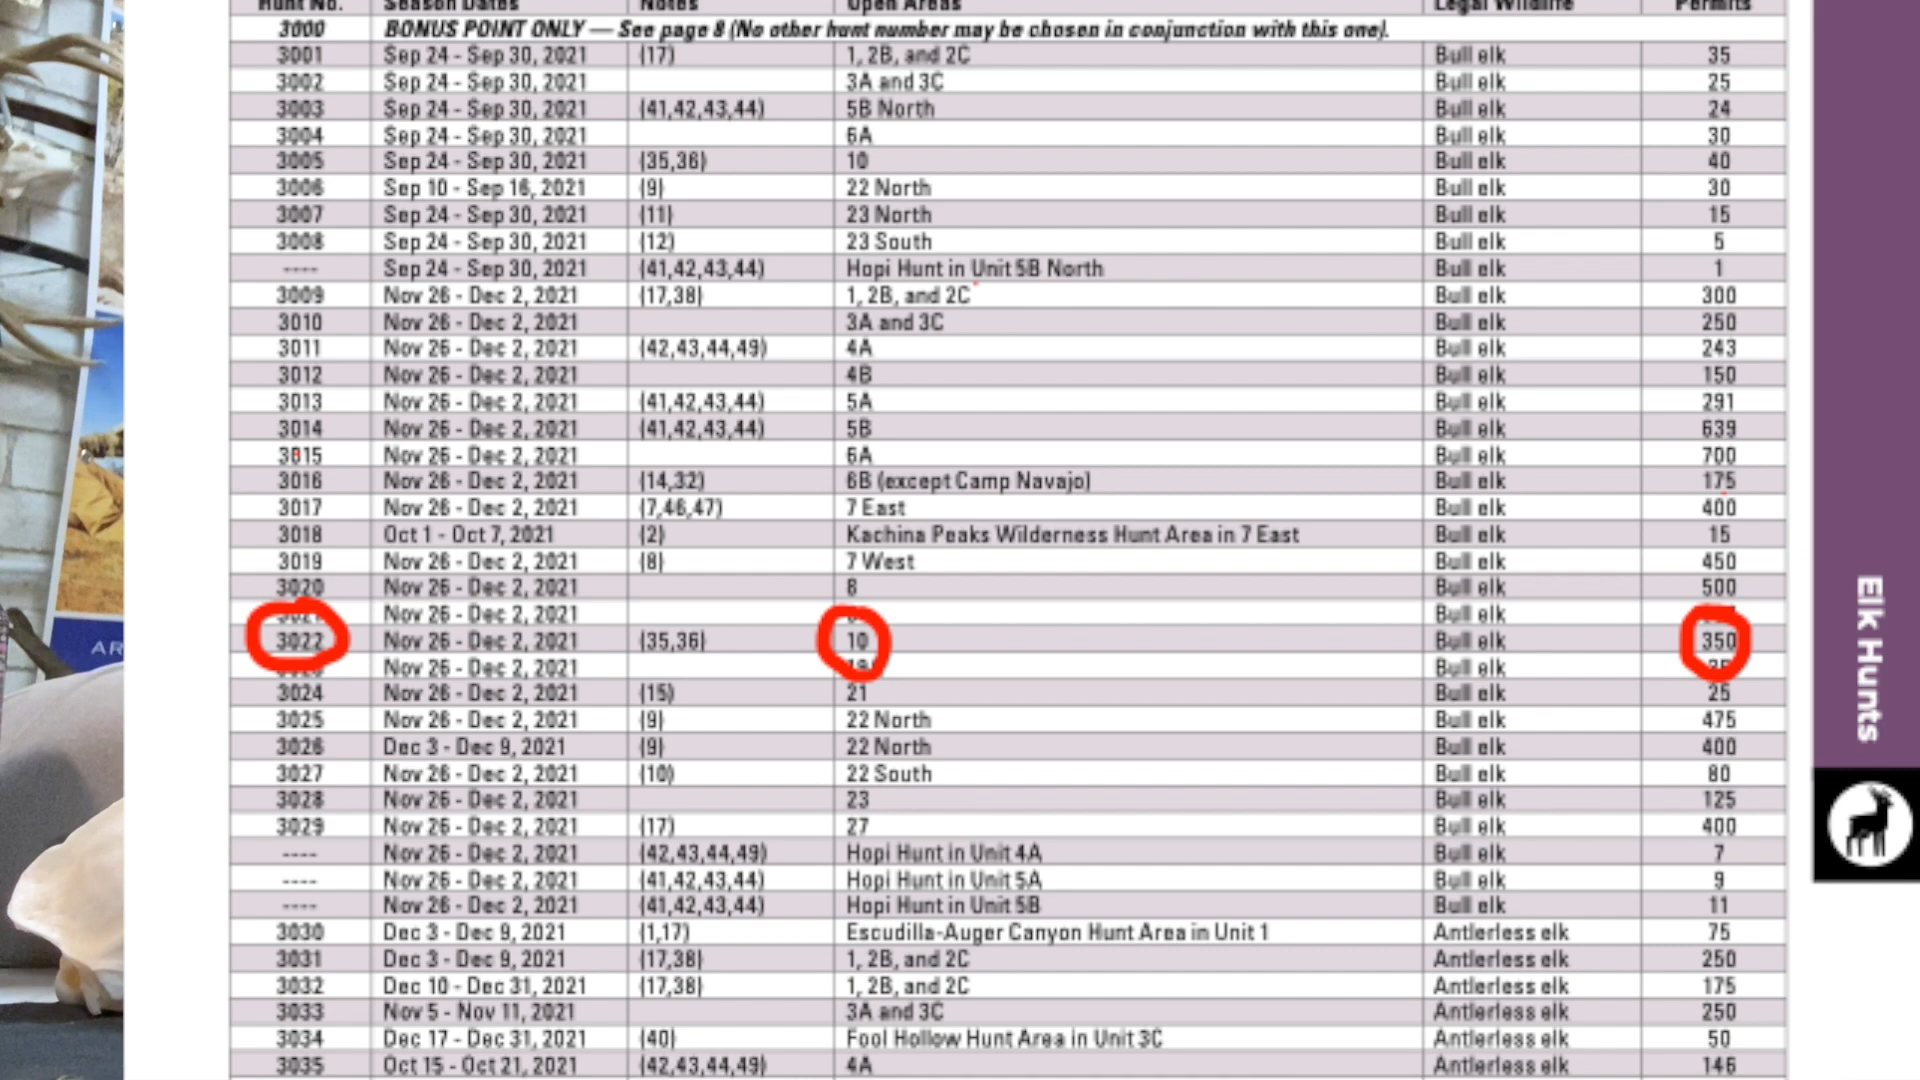 Hunt No. Season Dates Notes Open Areas Legal Wildlife Permits
3000 BONUS POINT ONLY — See page 8 (No other hunt number may be chosen in conjunction with this one).
3001 Sep 24 - Sep 30, 2021 (17) 1, 2B, and 2C Bull elk 35
3002 Sep 24 - Sep 30, 2021 3A and 3C Bull elk 25
3003 Sep 24 - Sep 30, 2021 (41,42,43,44) 5B North Bull elk 24
3004 Sep 24 - Sep 30, 2021 6A Bull elk 30
3005 Sep 24 - Sep 30, 2021 (35,36) 10 Bull elk 40
3006 Sep 10 - Sep 16, 2021 (9) 22 North Bull elk 30
3007 Sep 24 - Sep 30, 2021 (11) 23 North Bull elk 15
3008 Sep 24 - Sep 30, 2021 (12) 23 South Bull elk 5
---- Sep 24 - Sep 30, 2021 (41,42,43,44) Hopi Hunt in Unit 5B North Bull elk 1
3009 Nov 26 - Dec 2, 2021 (17,38) 1, 2B, and 2C Bull elk 300
3010 Nov 26 - Dec 2, 2021 3A and 3C Bull elk 250
3011 Nov 26 - Dec 2, 2021 (42,43,44,49) 4A Bull elk 243
3012 Nov 26 - Dec 2, 2021 4B Bull elk 150
3013 Nov 26 - Dec 2, 2021 (41,42,43,44) 5A Bull elk 291
3014 Nov 26 - Dec 2, 2021 (41,42,43,44) 5B Bull elk 639
3015 Nov 26 - Dec 2, 2021 6A Bull elk 700
3016 Nov 26 - Dec 2, 2021 (14,32) 6B (except Camp Navajo) Bull elk 175
3017 Nov 26 - Dec 2, 2021 (7,46,47) 7 East Bull elk 400
3018 Oct 1 - Oct 7, 2021 (2) Kachina Peaks Wilderness Hunt Area in 7 East Bull elk 15
3019 Nov 26 - Dec 2, 2021 (8) 7 West Bull elk 450
3020 Nov 26 - Dec 2, 2021 8 Bull elk 500
Nov 26 - Dec 2, 2021 Bull elk
3022 Nov 26 - Dec 2, 2021 (35,36) 10 Bull elk 350
Nov 26 - Dec 2, 2021 Bull elk
3024 Nov 26 - Dec 2, 2021 (15) 21 Bull elk 25
3025 Nov 26 - Dec 2, 2021 (9) 22 North Bull elk 475
3026 Dec 3 - Dec 9, 2021 (9) 22 North Bull elk 400
3027 Nov 26 - Dec 2, 2021 (10) 22 South Bull elk 80
3028 Nov 26 - Dec 2, 2021 23 Bull elk 125
3029 Nov 26 - Dec 2, 2021 (17) 27 Bull elk 400
---- Nov 26 - Dec 2, 2021 (42,43,44,49) Hopi Hunt in Unit 4A Bull elk 7
---- Nov 26 - Dec 2, 2021 (41,42,43,44) Hopi Hunt in Unit 5A Bull elk 9
---- Nov 26 - Dec 2, 2021 (41,42,43,44) Hopi Hunt in Unit 5B Bull elk 11
3030 Dec 3 - Dec 9, 2021 (1,17) Escudilla-Auger Canyon Hunt Area in Unit 1 Antlerless elk 75
3031 Dec 3 - Dec 9, 2021 (17,38) 1, 2B, and 2C Antlerless elk 250
3032 Dec 10 - Dec 31, 2021 (17,38) 1, 2B, and 2C Antlerless elk 175
3033 Nov 5 - Nov 11, 2021 3A and 3C Antlerless elk 250
3034 Dec 17 - Dec 31, 2021 (40) Fool Hollow Hunt Area in Unit 3C Antlerless elk 50
3035 Oct 15 - Oct 21, 2021 (42,43,44,49) 4A Antlerless elk 146
Elk Hunts
AR